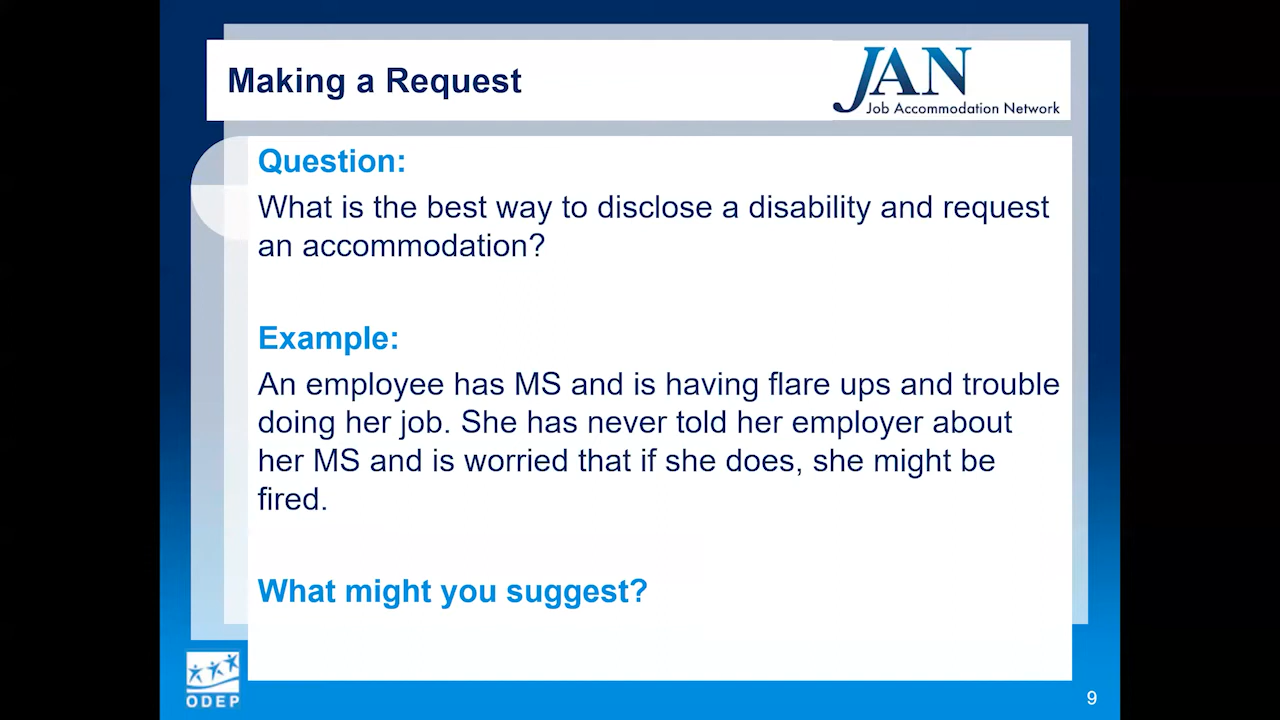 Making a Request
JAN
Job Accommodation Network
Question:
What is the best way to disclose a disability and request
an accommodation?
Example:
An employee has MS and is having flare ups and trouble
doing her job. She has never told her employer about
her MS and is worried that if she does, she might be
fired.
What might you suggest?
ODEP
9